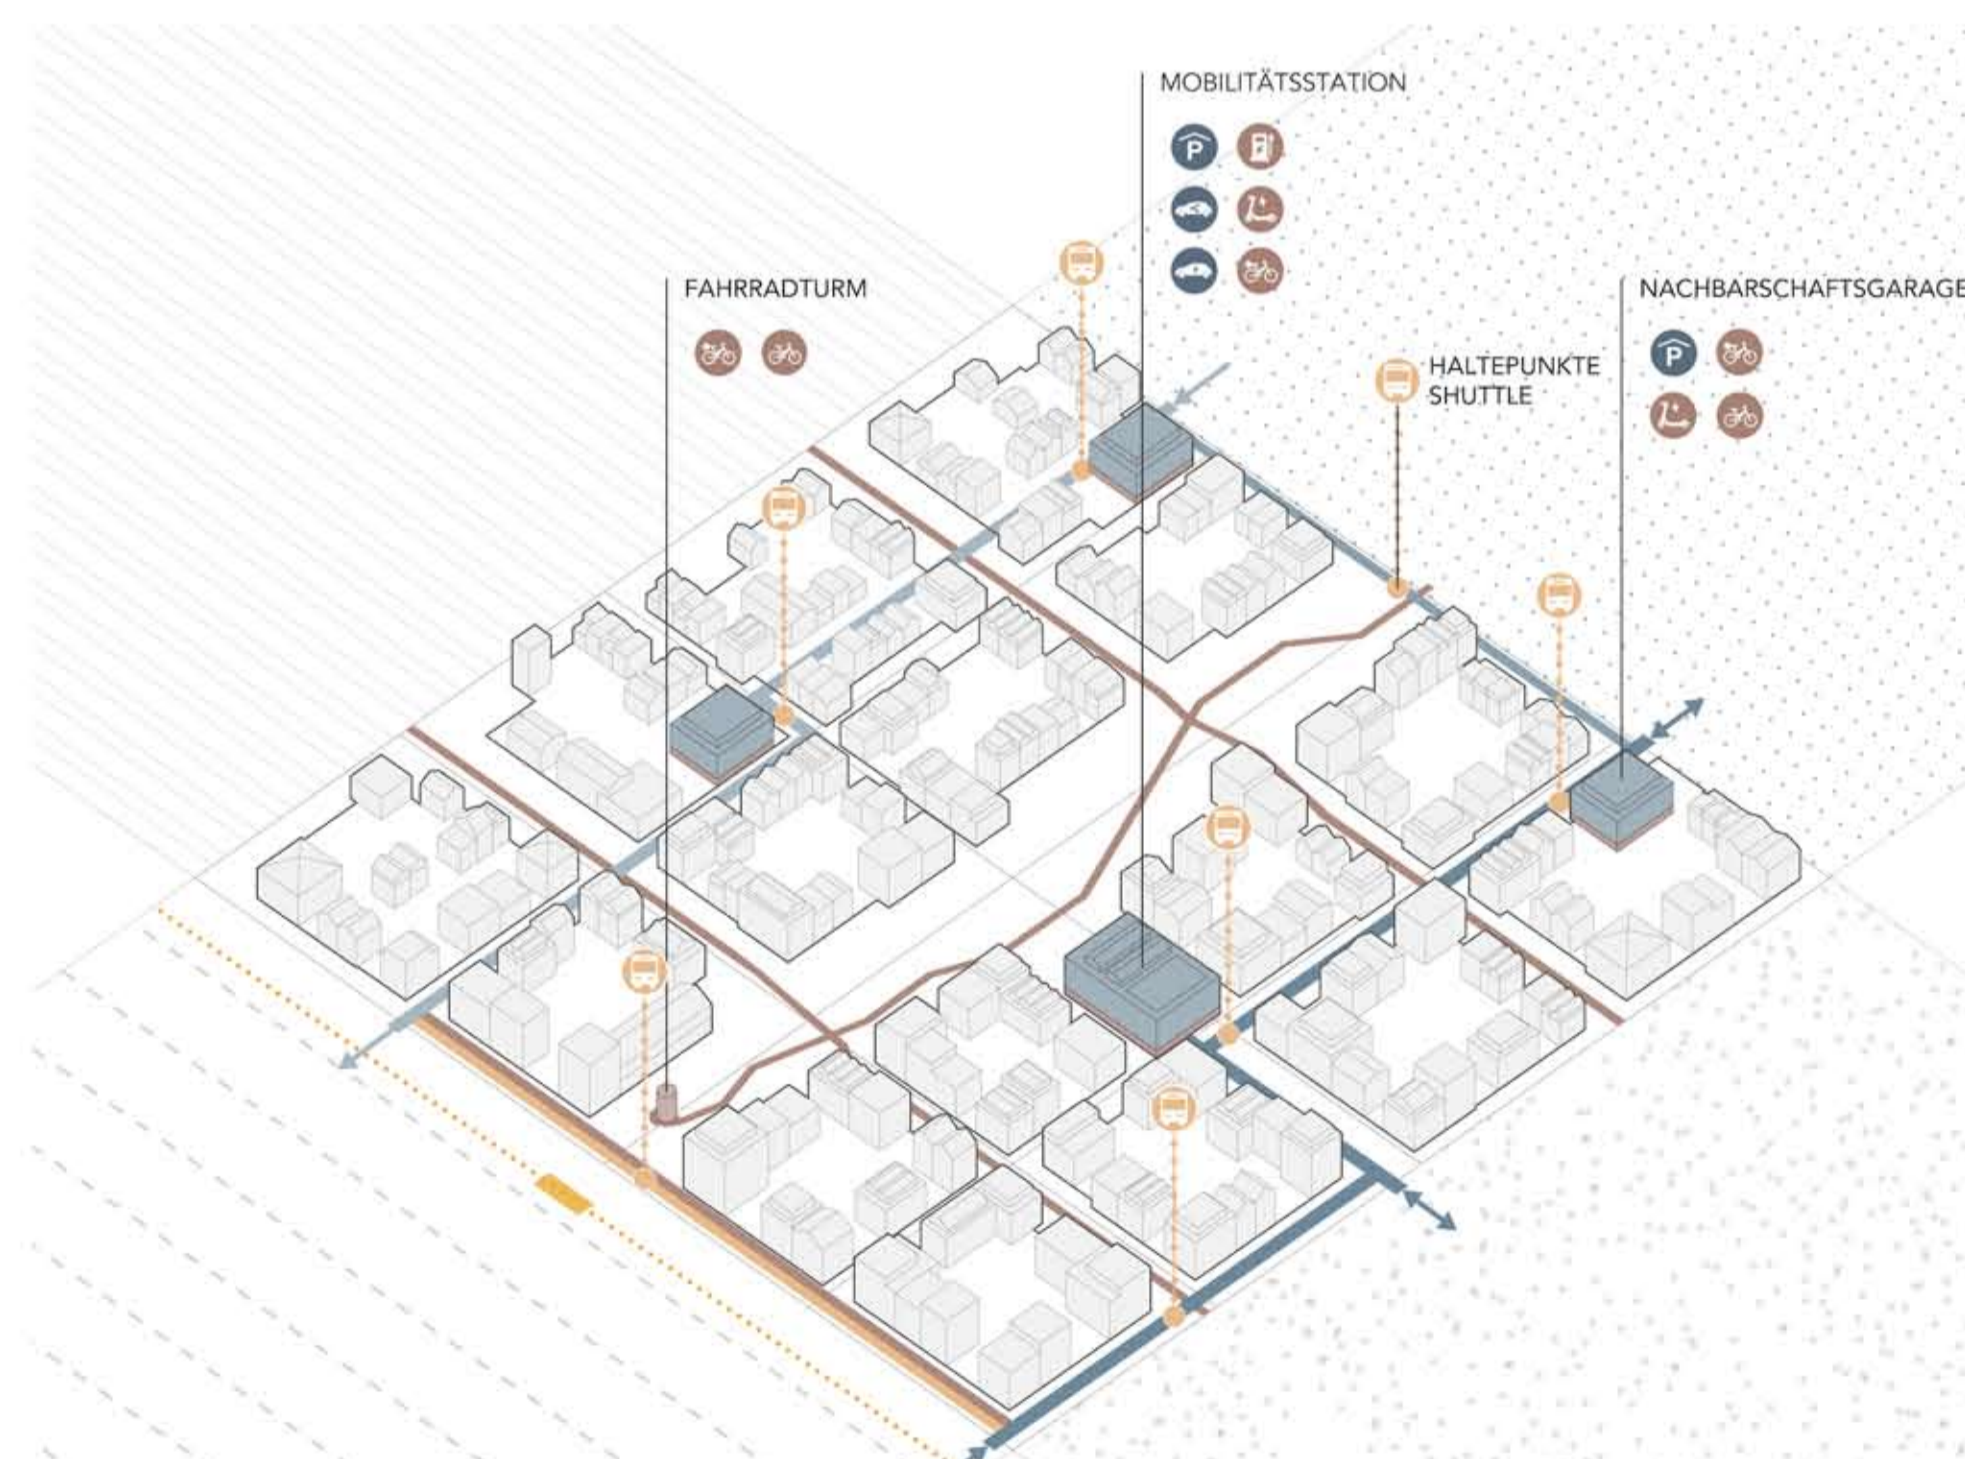 MOBILITÄTSSTATION
P
FAHRRADTURM
NACHBARSCHAFTSGARAGE
P
HALTEPUNKTE
SHUTTLE